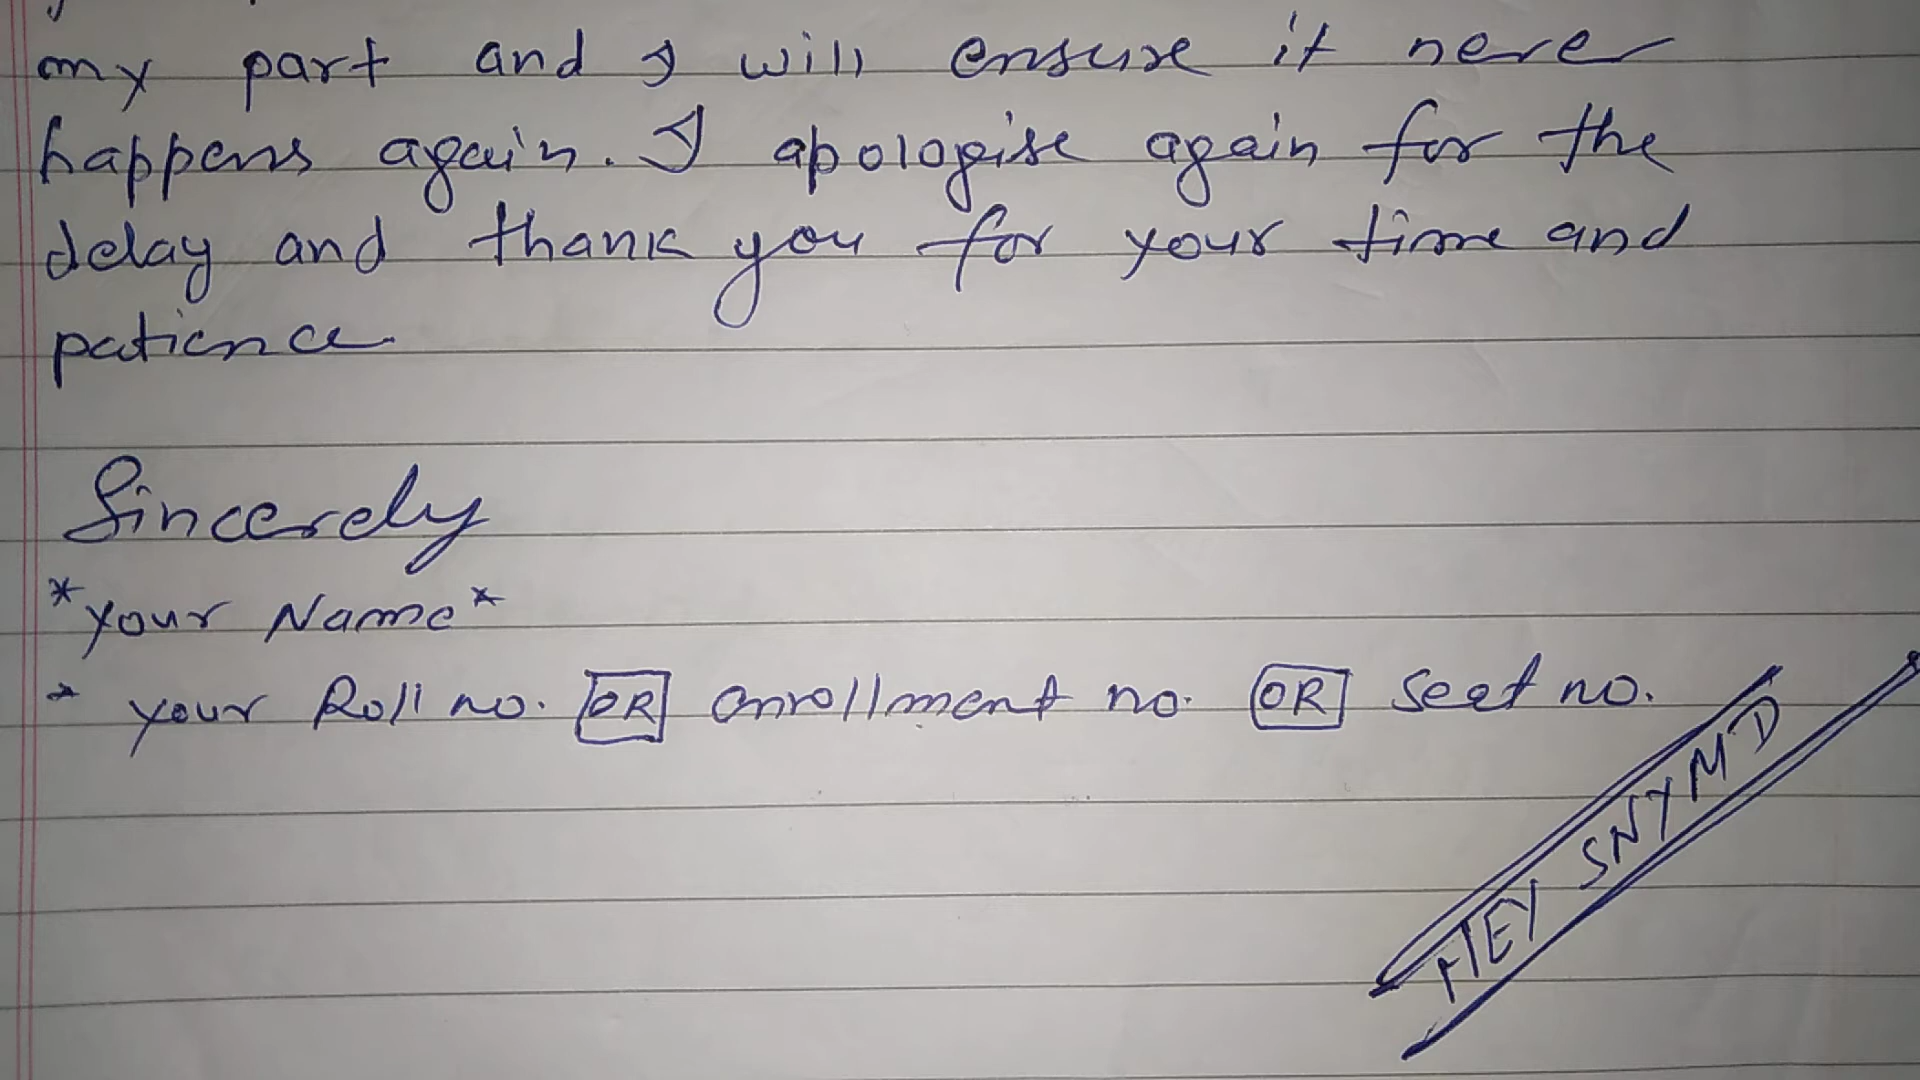 my part and I will ensure it never
happens again. I apologise again for the
delay and thank you for your time and
patience
Sincerely
*your Name*
* your Roll no. OR enrollment no. OR seat no.
HEY SNYMD